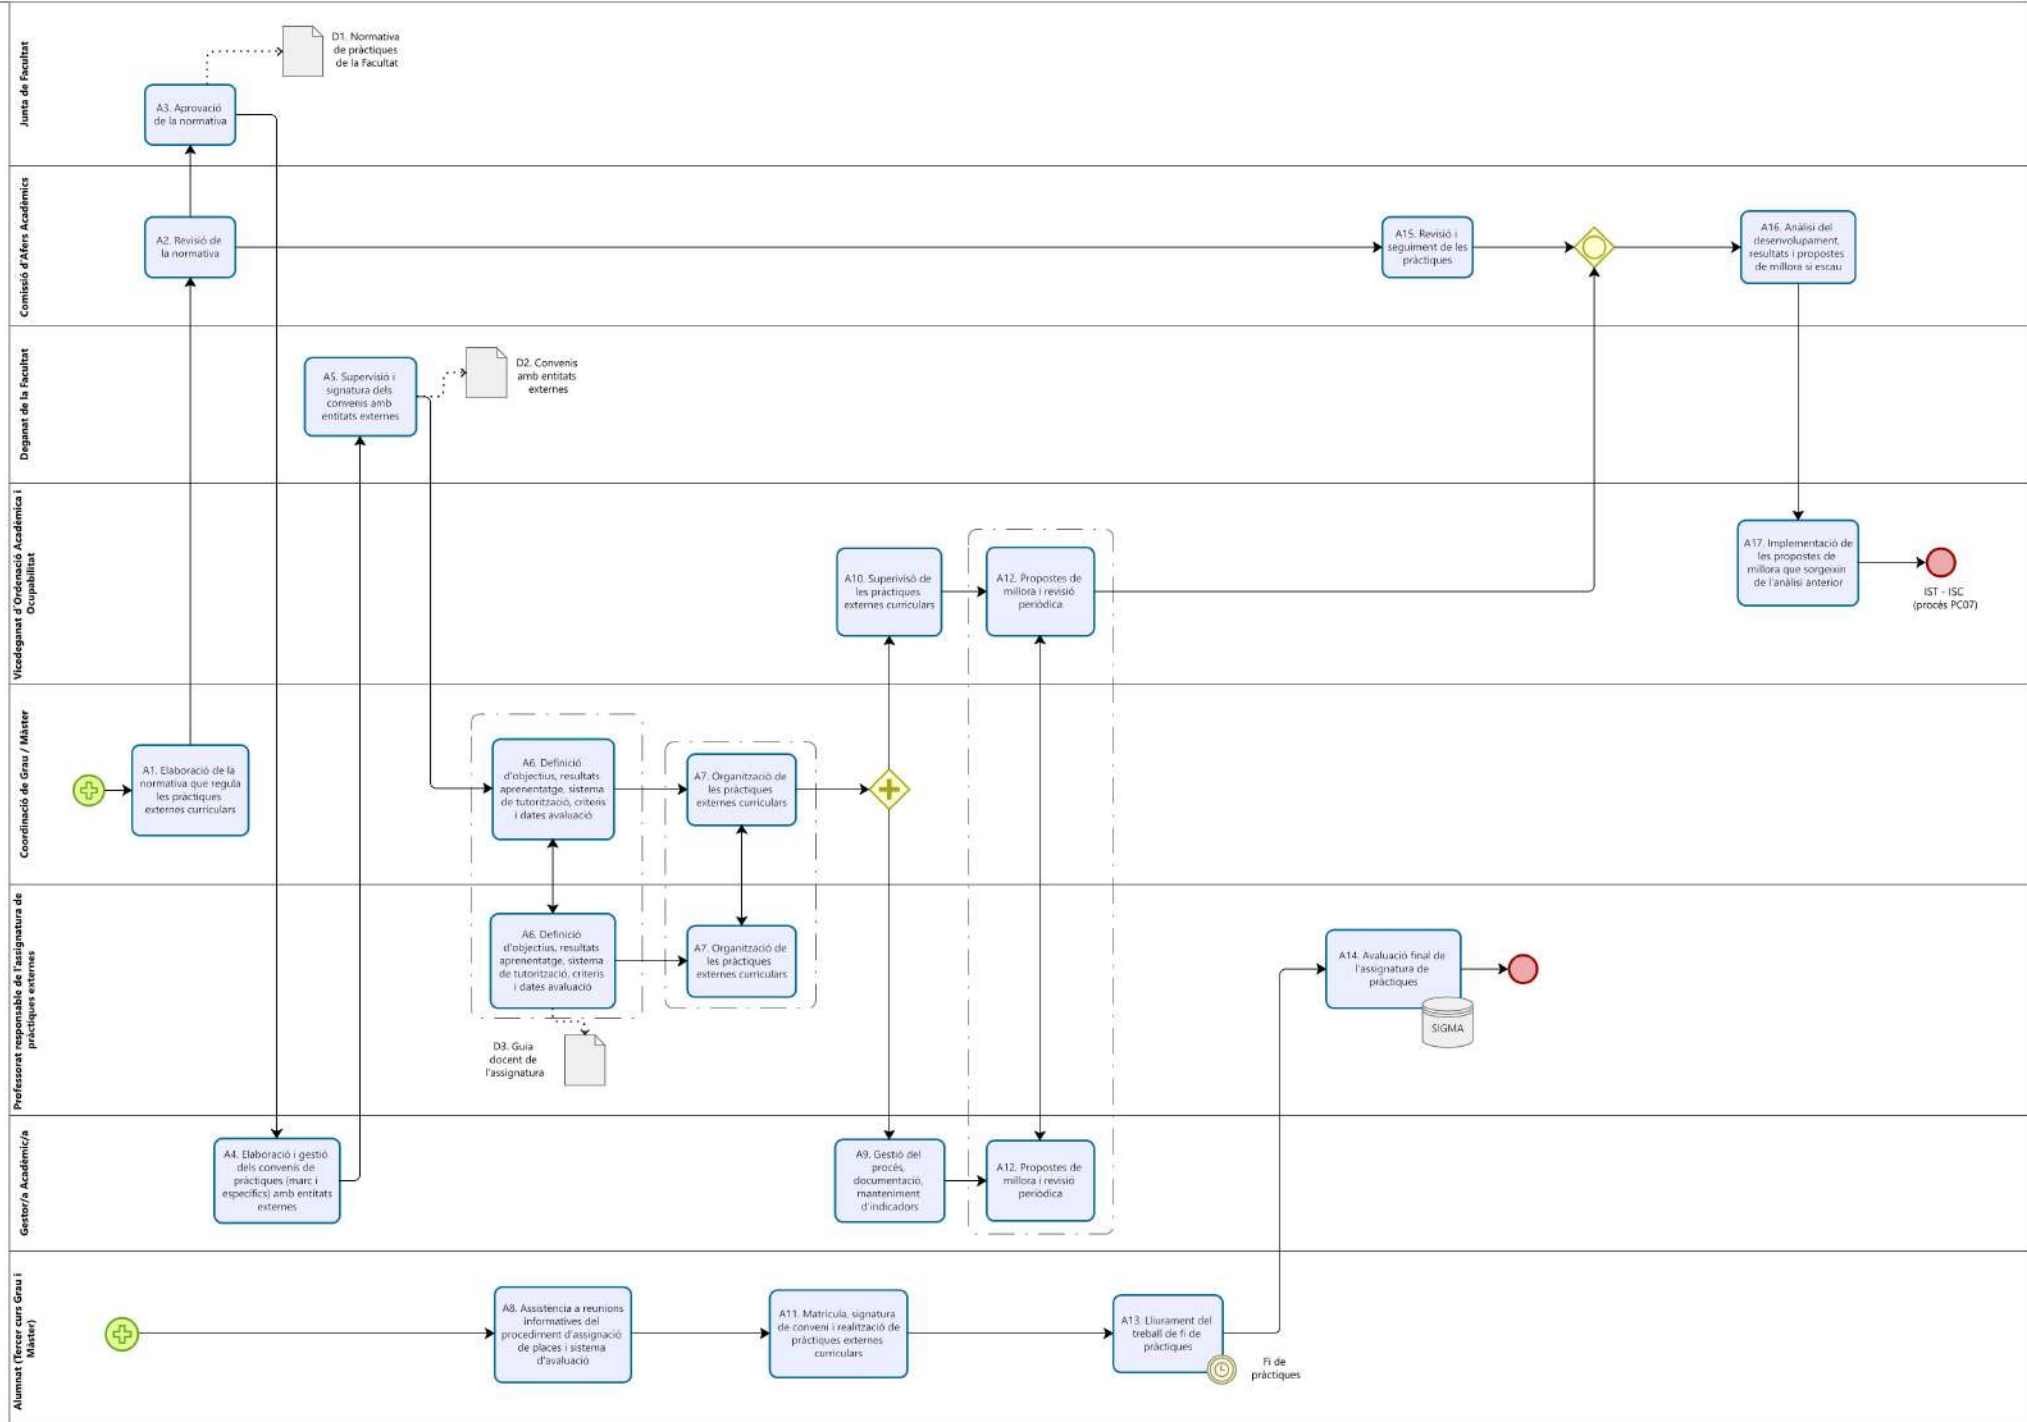 Junta de Facultat
D1. Normativa
de pràctiques
de la Facultat
A3. Aprovació
de la normativa
Comissió d'Afers Acadèmics
A2. Revisió de
la normativa
A15. Revisió i
seguiment de les
pràctiques
A16. Anàlisi del
desenvolupament,
resultats i propostes
de millora si escau
Deganat de la Facultat
A5. Supervisió i
signatura dels
convenis amb
entitats externes
D2. Convenis
amb entitats
externes
Vicedeganat d'Ordenació Acadèmica i
Ocupabilitat
A10. Superivisó de
les pràctiques
externes curriculars
A12. Propostes de
millora i revisió
periòdica
A17. Implementació de
les propostes de
millora que sorgeixin
de l'anàlisi anterior
IST - ISC
(procés PC07)
Coordinació de Grau / Màster
A1. Elaboració de la
normativa que regula
les pràctiques
externes curriculars
A6. Definició
d'objectius, resultats
aprenentatge, sistema
de tutorització, criteris
i dates avaluació
A7. Organització de
les pràctiques
externes curriculars
Professorat responsable de l'assignatura de
pràctiques externes
A6. Definició
d'objectius, resultats
aprenentatge, sistema
de tutorització, criteris
i dates avaluació
A7. Organització de
les pràctiques
externes curriculars
D3. Guia
docent de
l'assignatura
A14. Avaluació final de
l'assignatura de
pràctiques
SIGMA
Gestor/a Acadèmic/a
A4. Elaboració i gestió
dels convenis de
pràctiques (marc i
específics) amb entitats
externes
A9. Gestió del
procés,
documentació,
manteniment
d'indicadors
A12. Propostes de
millora i revisió
periòdica
Alumnat (Tercer curs Grau i
Màster)
A8. Assistència a reunions
informatives del
procediment d'assignació
de places i sistema
d'avaluació
A11. Matrícula, signatura
de conveni i realització de
pràctiques externes
curriculars
A13. Lliurament del
treball de fi de
pràctiques
Fi de
pràctiques